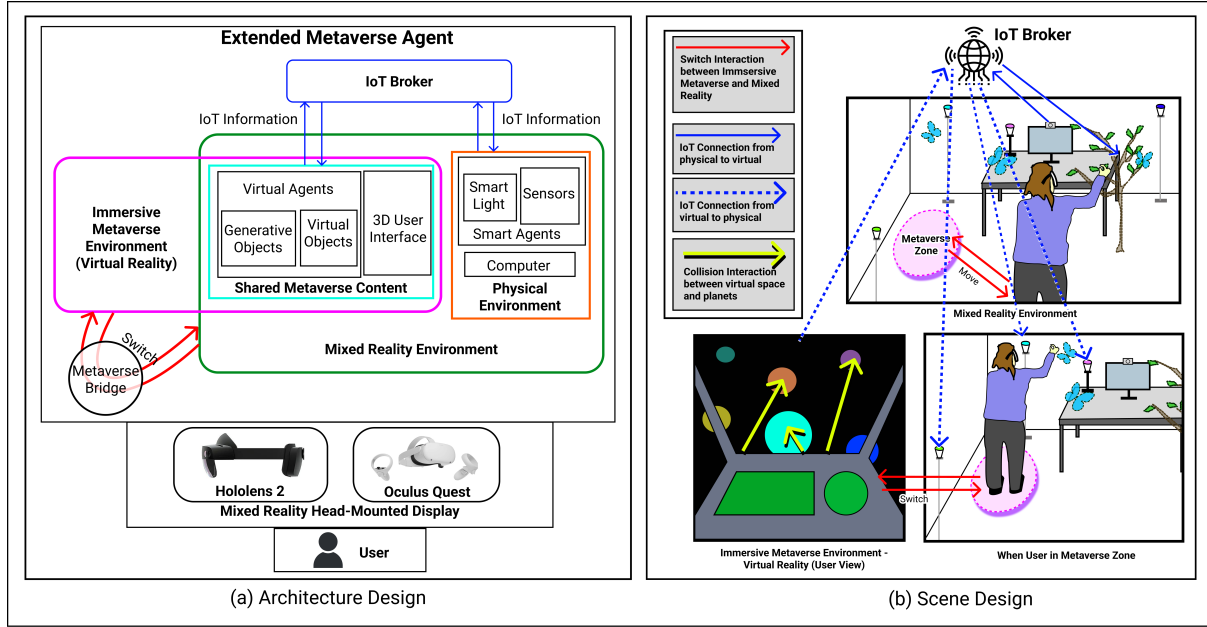 Extended Metaverse Agent
IoT Broker
IoT Information
IoT Information
Immersive
Metaverse
Environment
(Virtual Reality)
Virtual Agents
Generative
Objects
Virtual
Objects
3D User
Interface
Shared Metaverse Content
Smart
Light
Sensors
Smart Agents
Computer
Physical
Environment
Mixed Reality Environment
Switch
Metaverse
Bridge
Hololens 2
Oculus Quest
Mixed Reality Head-Mounted Display
User
(a) Architecture Design
IoT Broker
Switch Interaction
between Immsersive
Metaverse and Mixed
Reality
IoT Connection from
physical to virtual
IoT Connection from
virtual to physical
Collision Interaction
between virtual space
and planets
Metaverse
Zone
Move
Mixed Reality Environment
Switch
Immersive Metaverse Environment -
Virtual Reality (User View)
When User in Metaverse Zone
(b) Scene Design